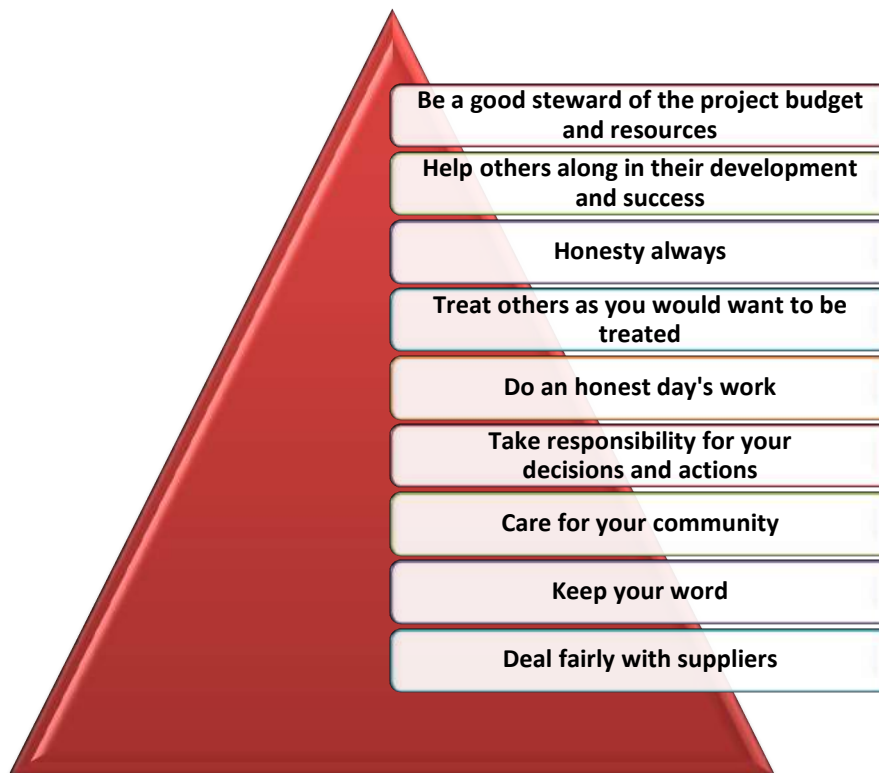 Be a good steward of the project budget
and resources
Help others along in their development
and success
Honesty always
Treat others as you would want to be
treated
Do an honest day's work
Take responsibility for your
decisions and actions
Care for your community
Keep your word
Deal fairly with suppliers